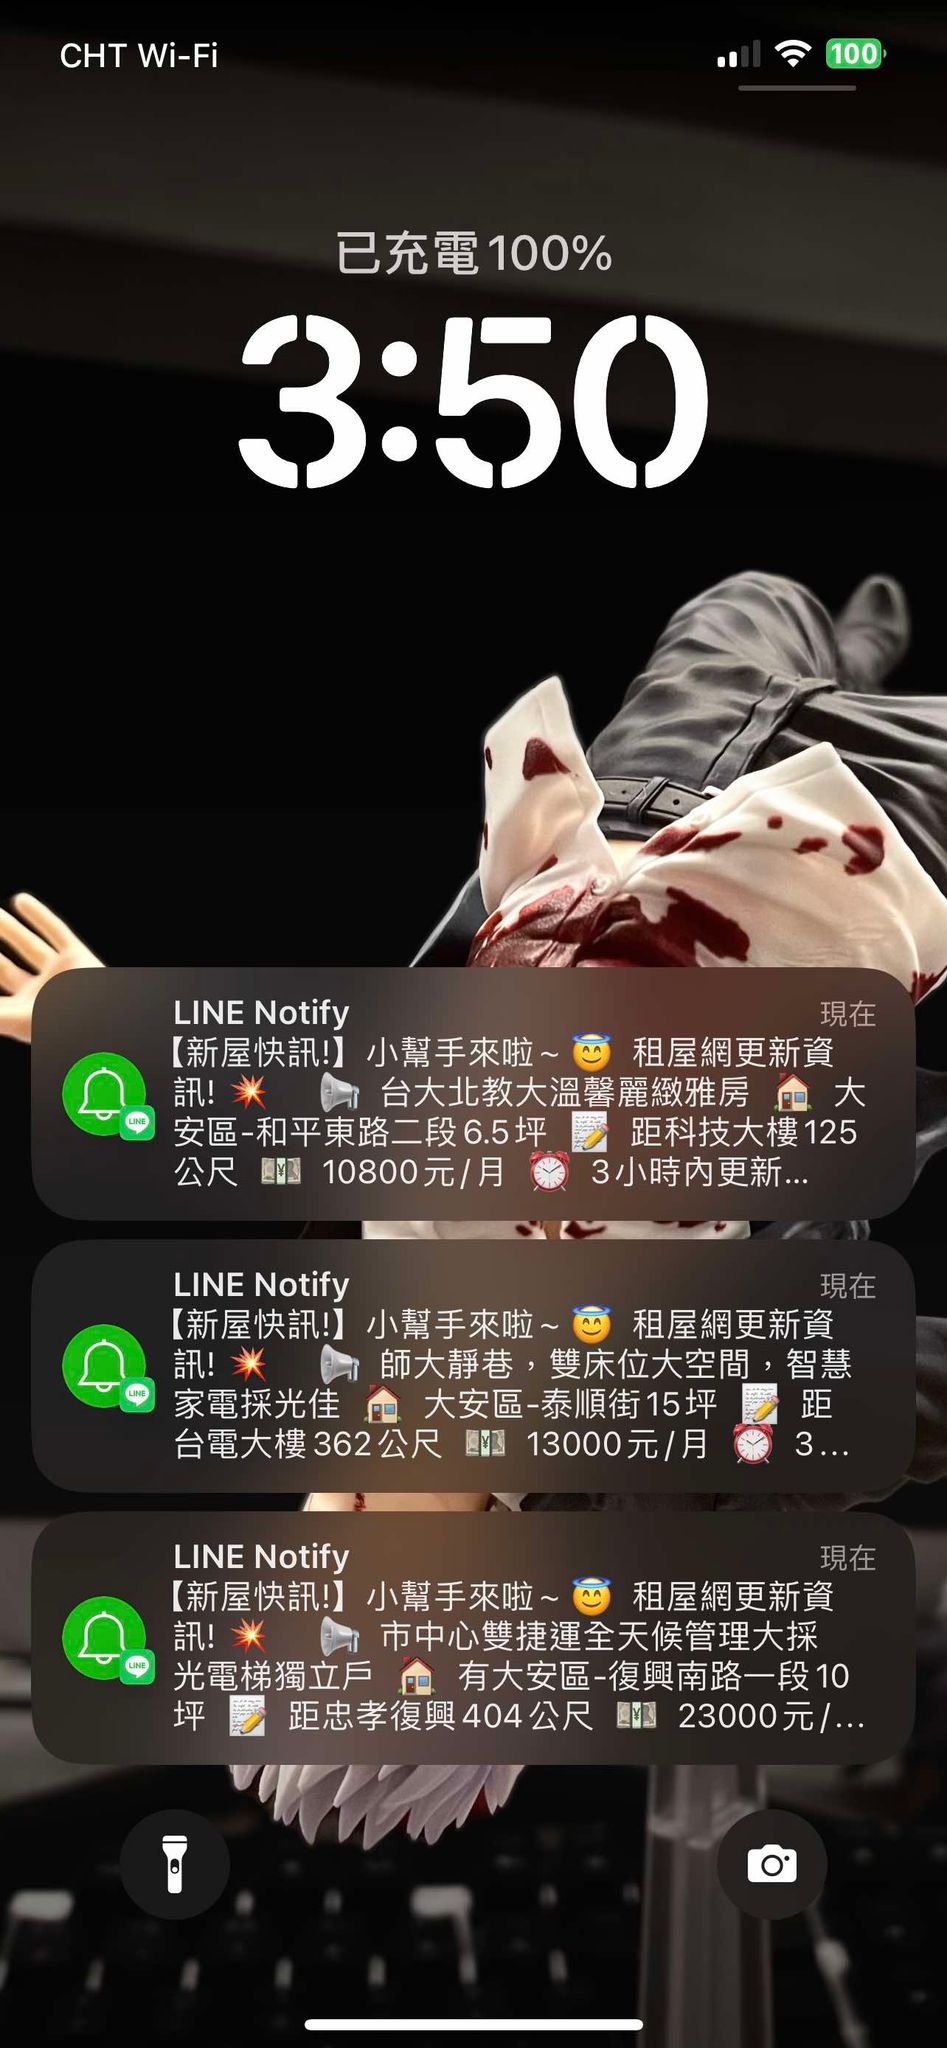 CHT Wi-Fi
100
已充電100%
3:50
LINE Notify 現在
【新屋快訊!】小幫手來啦~😇 租屋網更新資
訊!💥 📢 台大北教大溫馨麗緻雅房 🏠 大
安區-和平東路二段6.5坪 📝 距科技大樓125
公尺 💴 10800元/月 ⏰ 3小時內更新...
LINE
LINE Notify 現在
【新屋快訊!】小幫手來啦~😇 租屋網更新資
訊!💥 📢 師大靜巷,雙床位大空間,智慧
家電採光佳 🏠 大安區-泰順街15坪 📝 距
台電大樓362公尺 💴 13000元/月 ⏰ 3...
LINE
LINE Notify 現在
【新屋快訊!】小幫手來啦~😇 租屋網更新資
訊!💥 📢 市中心雙捷運全天候管理大採
光電梯獨立戶 🏠 有大安區-復興南路一段10
坪 📝 距忠孝復興404公尺 💴 23000元/...
LINE